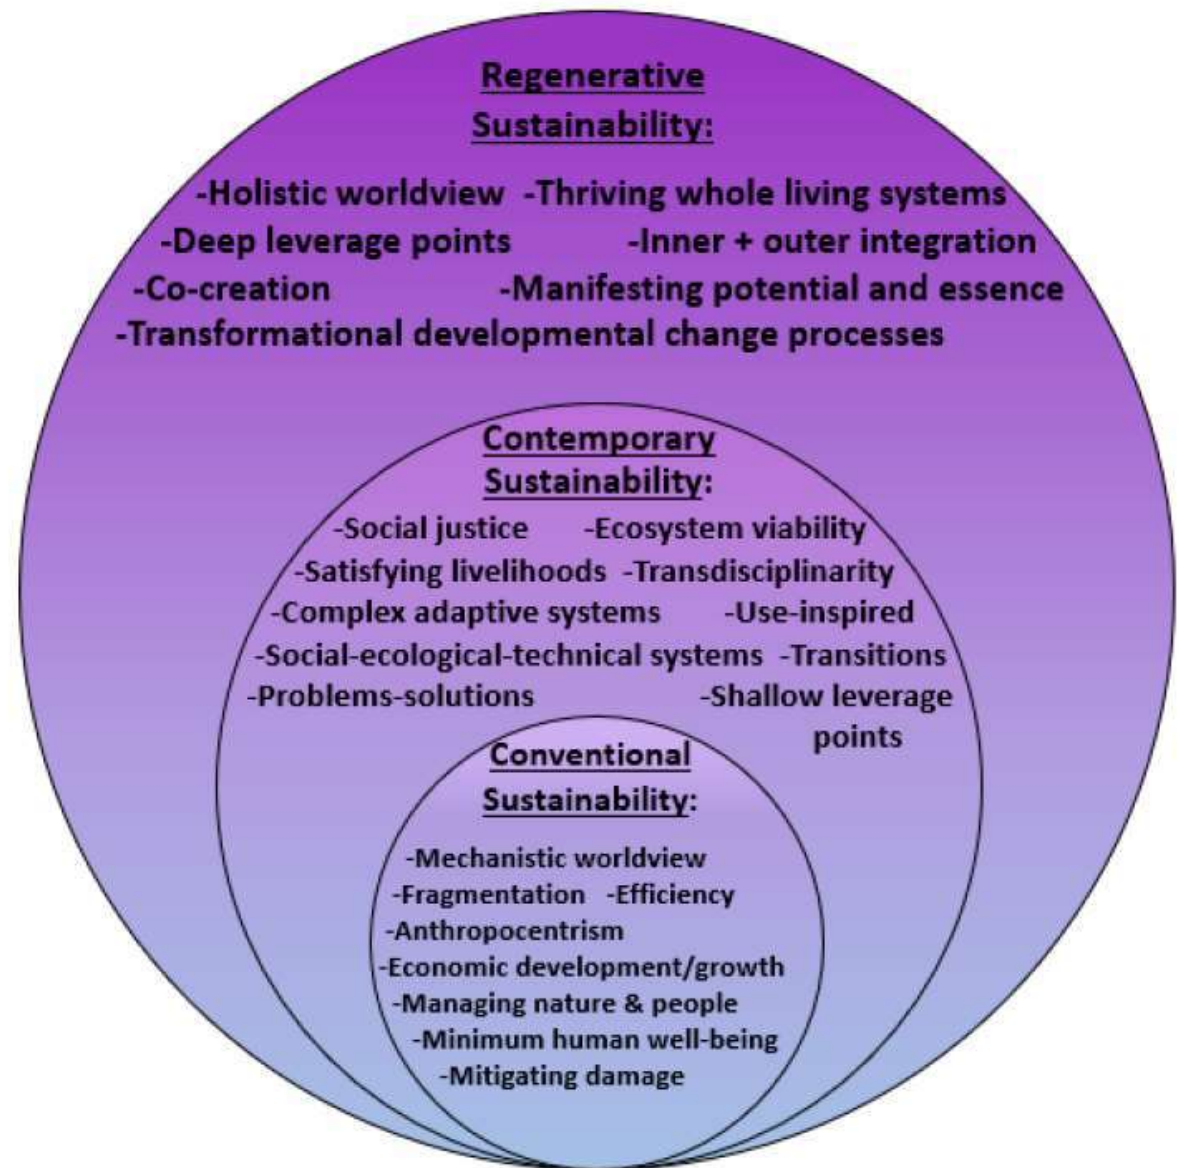 Regenerative
Sustainability:
-Holistic worldview -Thriving whole living systems
-Deep leverage points -Inner + outer integration
-Co-creation -Manifesting potential and essence
-Transformational developmental change processes
Contemporary
Sustainability:
-Social justice -Ecosystem viability
-Satisfying livelihoods -Transdisciplinarity
-Complex adaptive systems -Use-inspired
-Social-ecological-technical systems -Transitions
-Problems-solutions -Shallow leverage
points
Conventional
Sustainability:
-Mechanistic worldview
-Fragmentation -Efficiency
-Anthropocentrism
-Economic development/growth
-Managing nature & people
-Minimum human well-being
-Mitigating damage